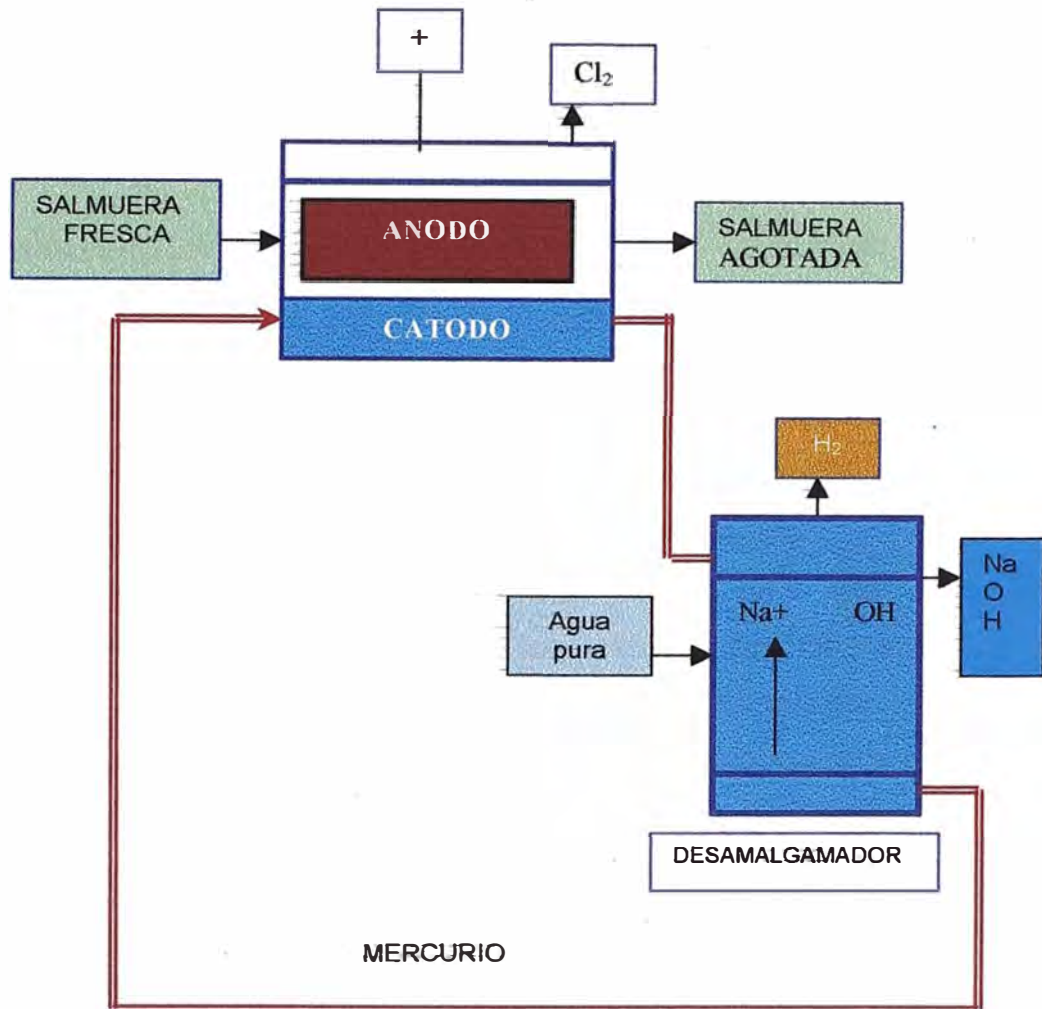 +
Cl₂
SALMUERA
FRESCA
ANODO
SALMUERA
AGOTADA
CATODO
H₂
Na
O
H
Na+ OH
Agua
pura
DESAMALGAMADOR
MERCURIO